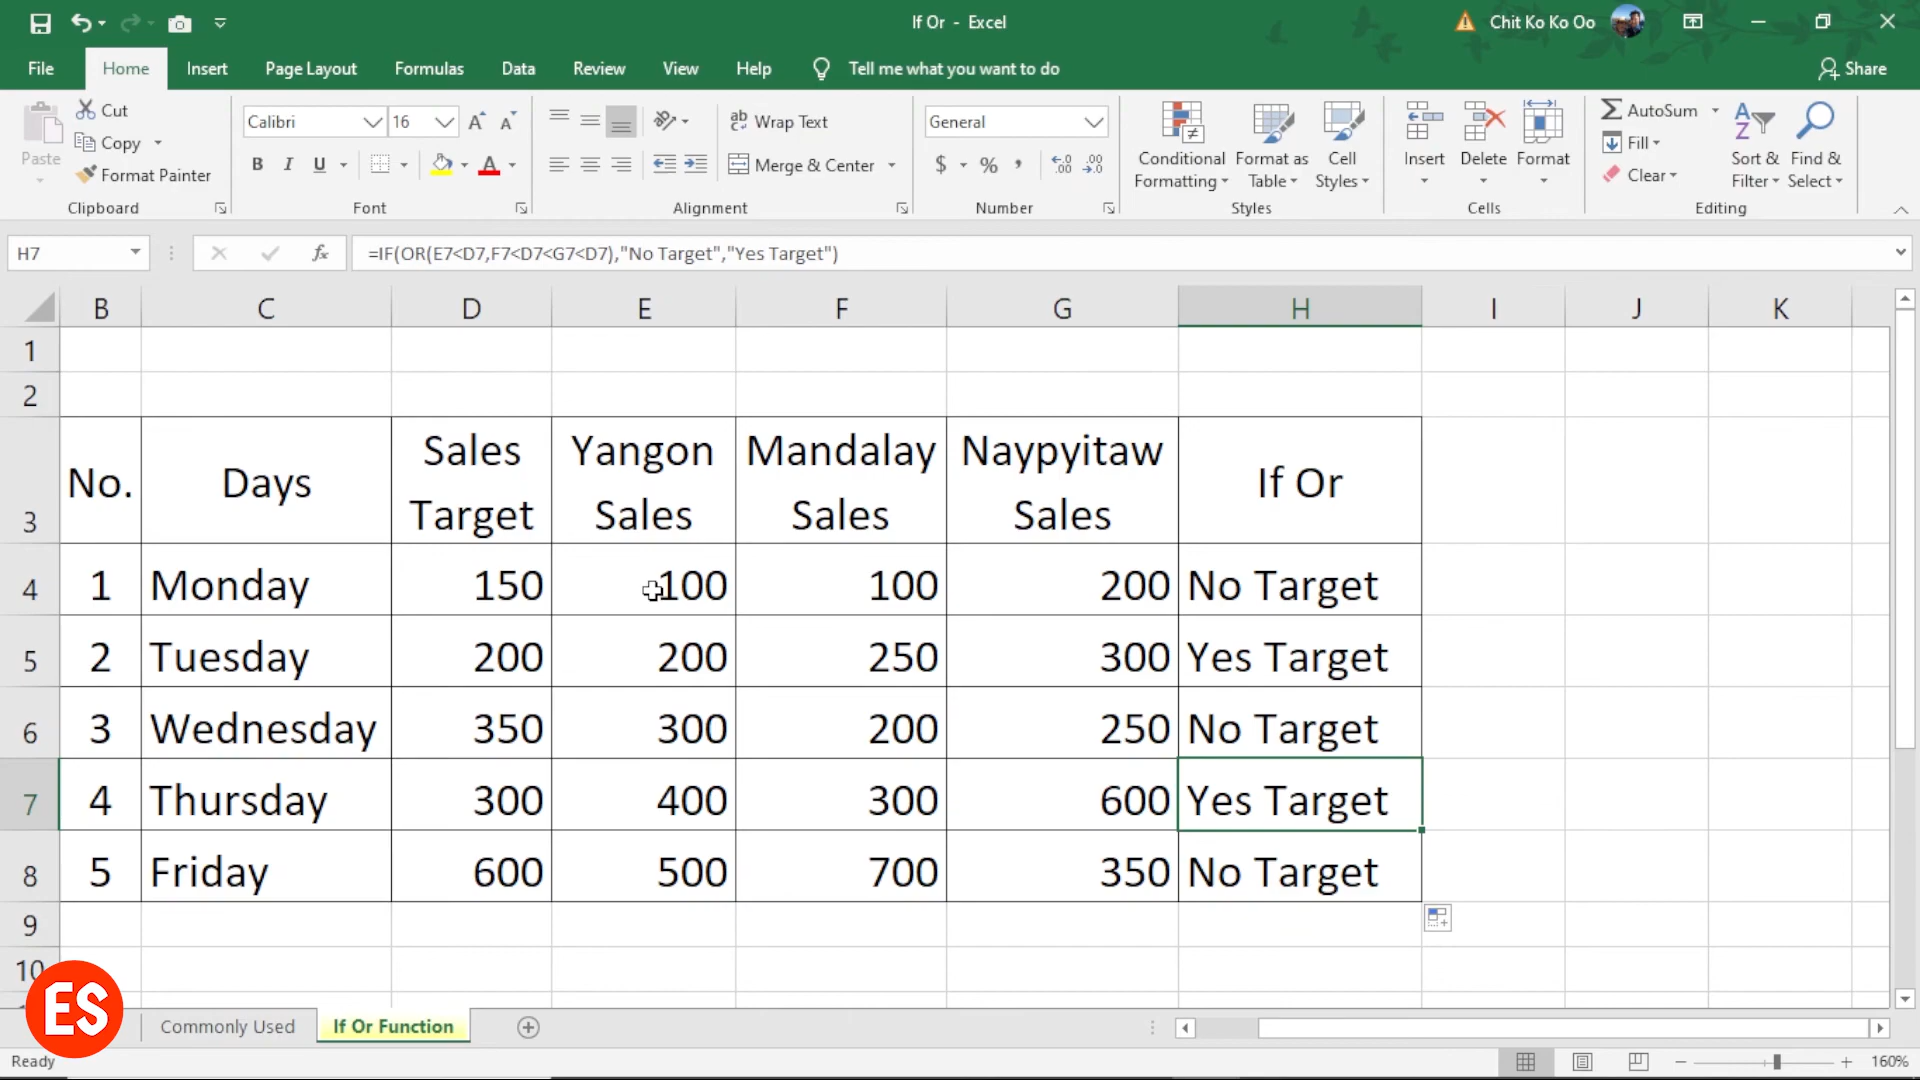 If Or - Excel
Chit Ko Ko Oo
File Home Insert Page Layout Formulas Data Review View Help Tell me what you want to do Share
Paste
Cut
Copy
Format Painter
Clipboard
Calibri 16
B I U
Font
Wrap Text
Merge & Center
Alignment
General
$ % ,
Number
Conditional Formatting
Format as Table
Cell Styles
Styles
Insert Delete Format
Cells
AutoSum
Fill
Clear
Sort & Filter
Find & Select
Editing
H7 fx =IF(OR(E7<D7,F7<D7<G7<D7),"No Target","Yes Target")
B C D E F G H I J K
1
2
3 No. Days Sales Target Yangon Sales Mandalay Sales Naypyitaw Sales If Or
4 1 Monday 150 100 100 200 No Target
5 2 Tuesday 200 200 250 300 Yes Target
6 3 Wednesday 350 300 200 250 No Target
7 4 Thursday 300 400 300 600 Yes Target
8 5 Friday 600 500 700 350 No Target
9
10
ES
Commonly Used If Or Function
Ready
160%